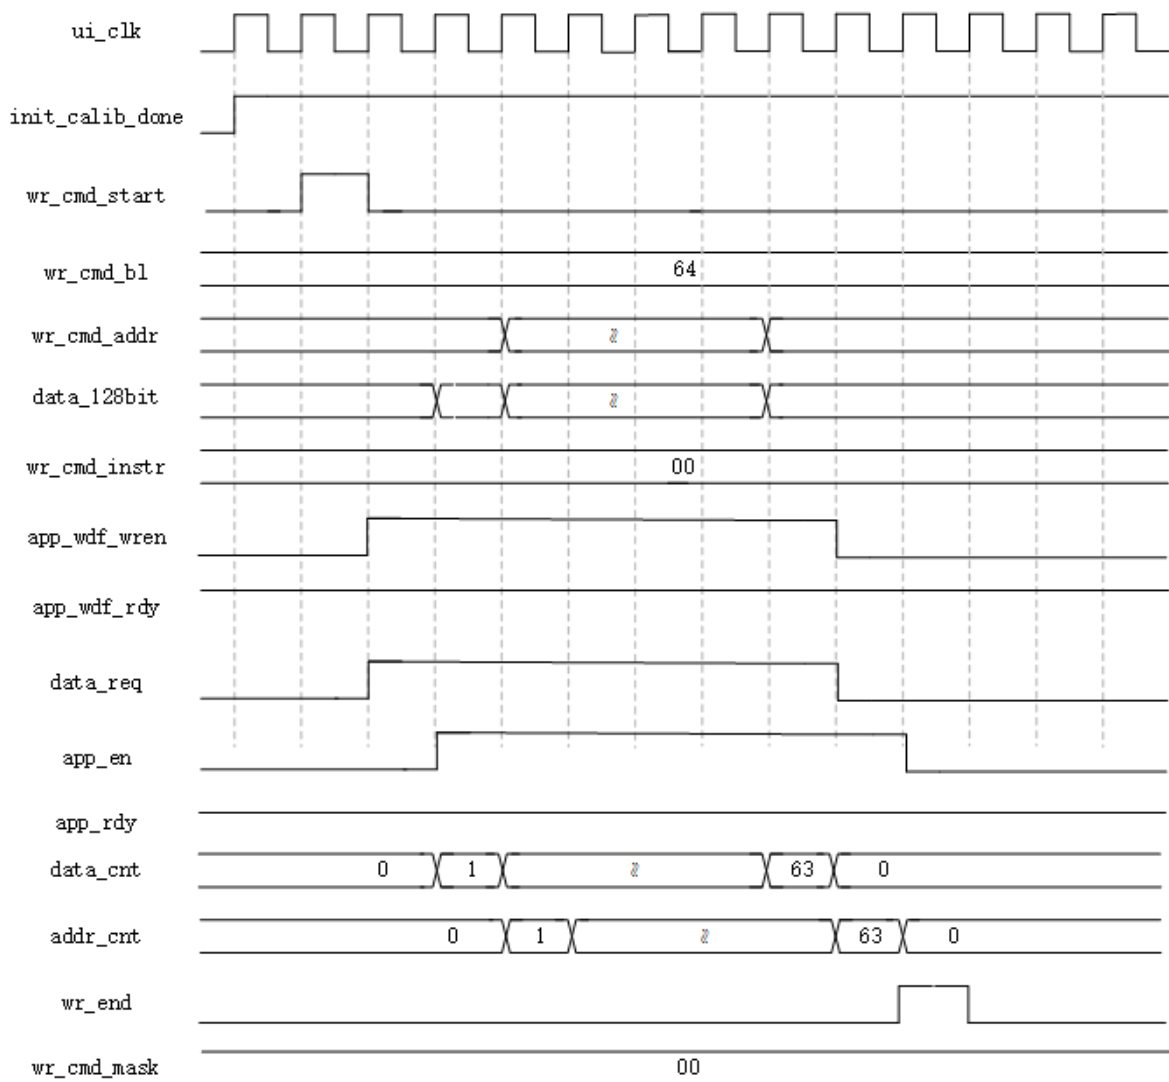 ui_clk
init_calib_done
wr_cmd_start
wr_cmd_bl 64
wr_cmd_addr
data_128bit
wr_cmd_instr 00
app_wdf_wren
app_wdf_rdy
data_req
app_en
app_rdy
data_cnt 0 1 63 0
addr_cnt 0 1 63 0
wr_end
wr_cmd_mask 00